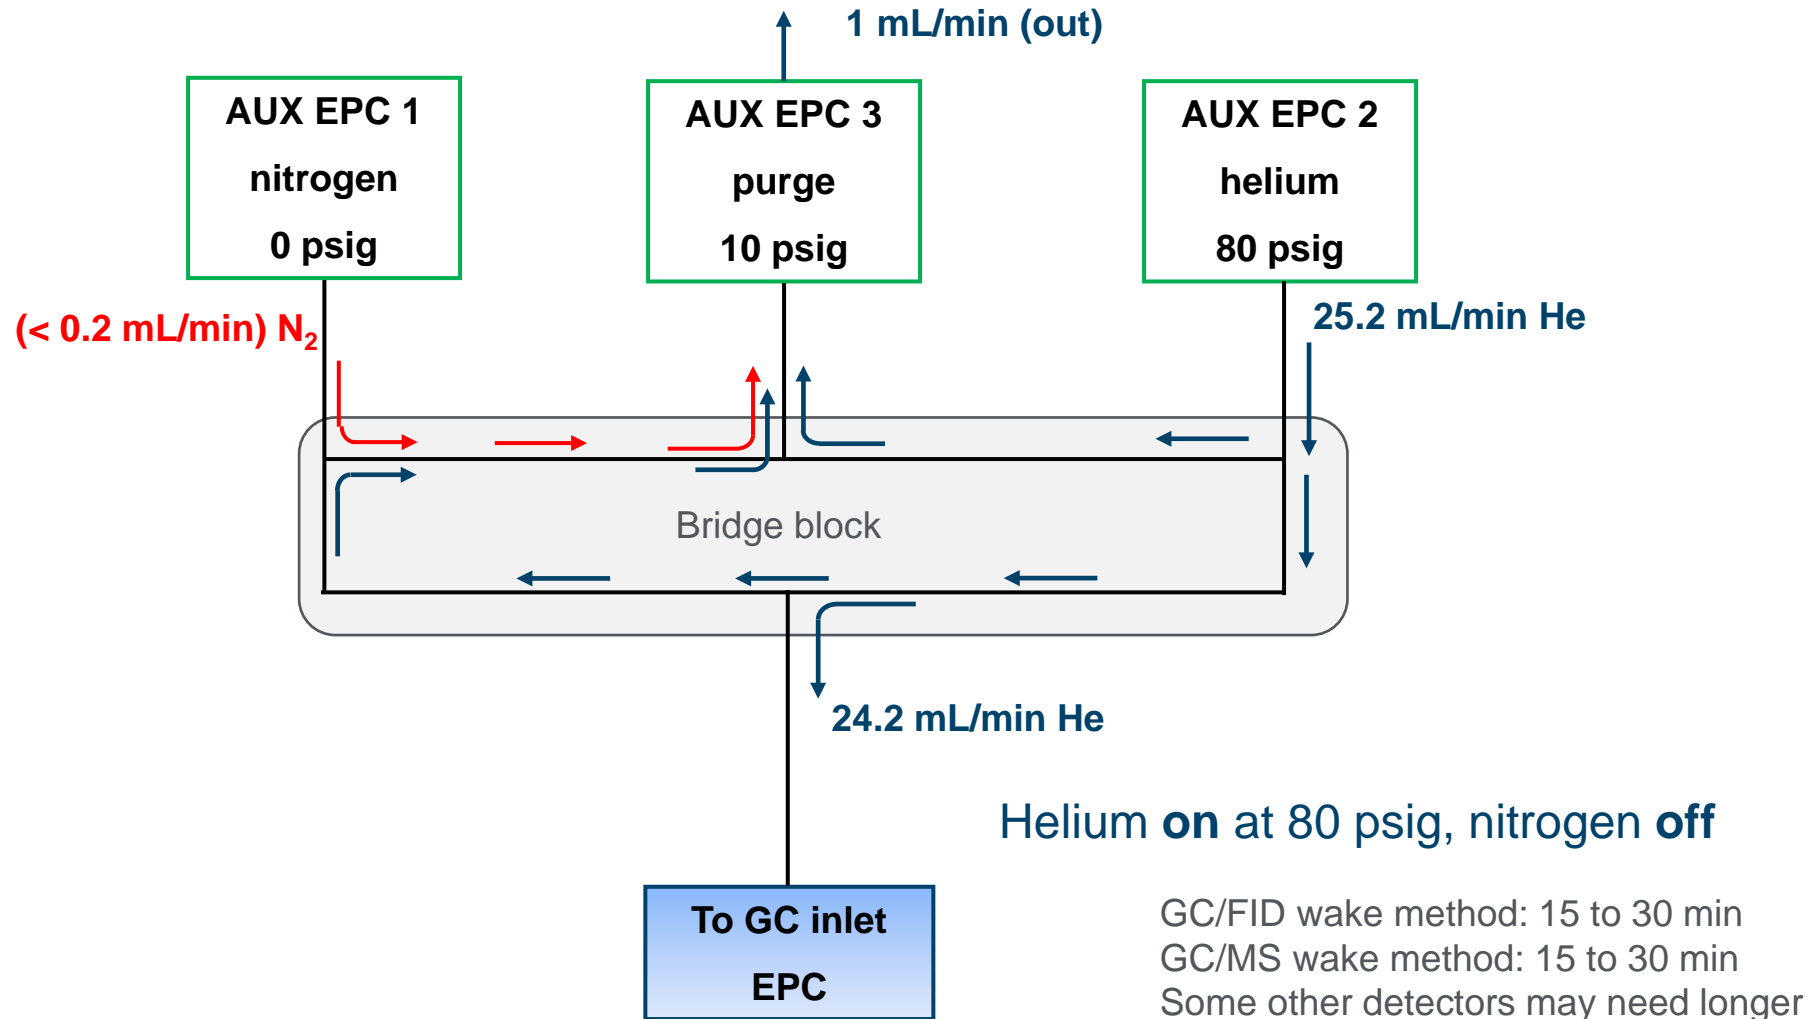 1 mL/min (out)
AUX EPC 1
nitrogen
0 psig
AUX EPC 3
purge
10 psig
AUX EPC 2
helium
80 psig
(< 0.2 mL/min) N₂
25.2 mL/min He
Bridge block
24.2 mL/min He
Helium on at 80 psig, nitrogen off
To GC inlet
EPC
GC/FID wake method: 15 to 30 min
GC/MS wake method: 15 to 30 min
Some other detectors may need longer